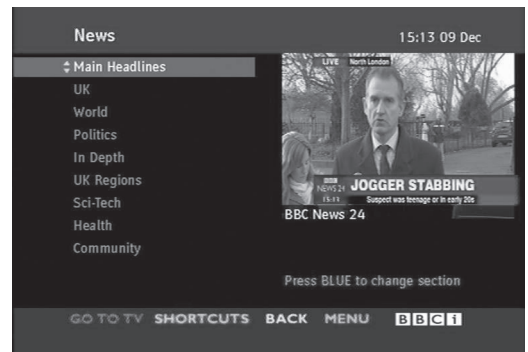 News
15:13 09 Dec
Main Headlines
UK
World
Politics
In Depth
UK Regions
Sci-Tech
Health
Community
LIVE North London
BBC
NEWS 24
15:13
JOGGER STABBING
Suspect was teenage or in early 20s
BBC News 24
Press BLUE to change section
GO TO TV SHORTCUTS BACK MENU BBCi